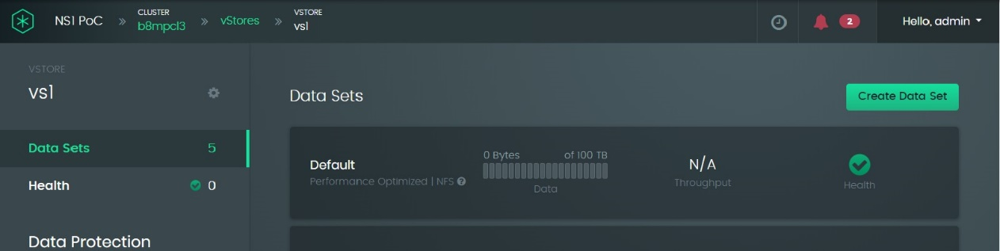 NS1 PoC » CLUSTER b8mpcl3 » vStores » VSTORE vs1
2
Hello, admin
VSTORE
vs1
Data Sets 5
Health 0
Data Protection
Data Sets
Create Data Set
Default
Performance Optimized | NFS ?
0 Bytes of 100 TB
Data
N/A
Throughput
Health